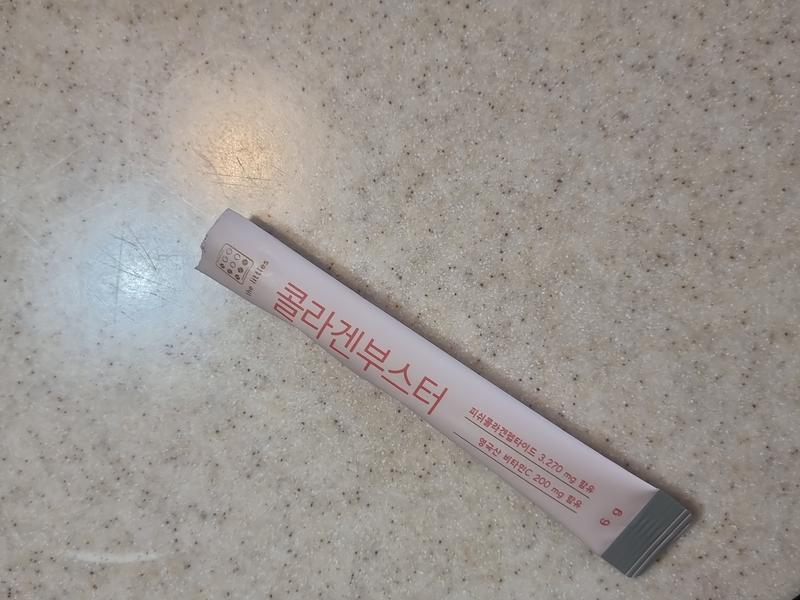 the littles
콜라겐부스터
피쉬콜라겐펩타이드 3,270 mg 함유
영국산 비타민C 200 mg 함유
6 g